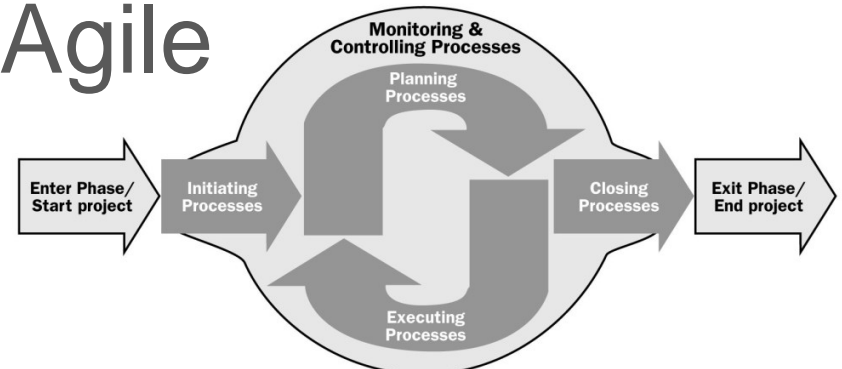 Agile
Monitoring &
Controlling Processes
Planning
Processes
Enter Phase/
Start project
Initiating
Processes
Closing
Processes
Exit Phase/
End project
Executing
Processes